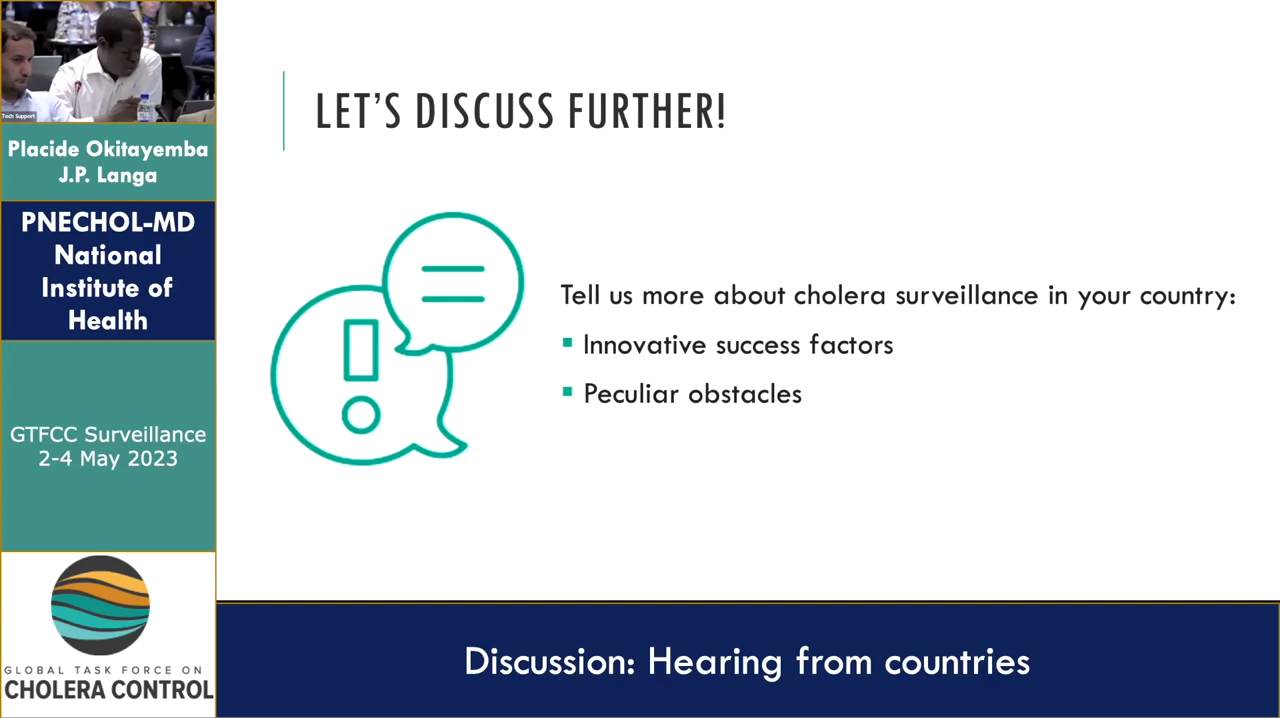 Tech Support
Placide Okitayemba
J.P. Langa
PNECHOL-MD
National
Institute of
Health
GTFCC Surveillance
2-4 May 2023
GLOBAL TASK FORCE ON
CHOLERA CONTROL
LET'S DISCUSS FURTHER!
Tell us more about cholera surveillance in your country:
▪ Innovative success factors
▪ Peculiar obstacles
Discussion: Hearing from countries